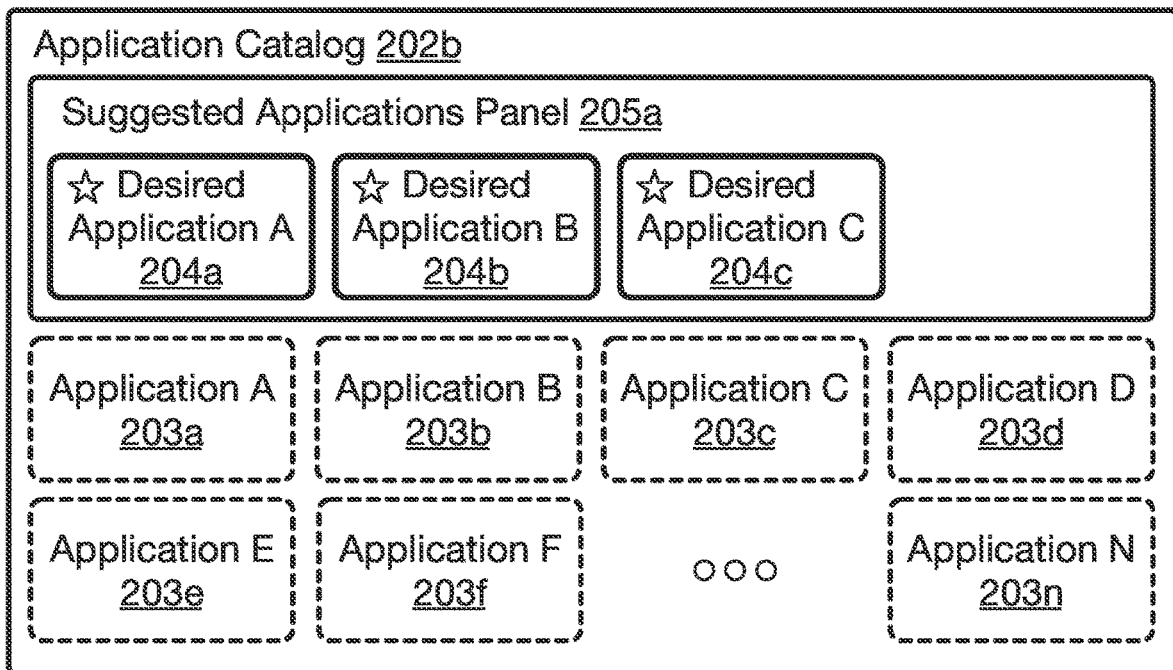 Application Catalog 202b
Suggested Applications Panel 205a
☆ Desired
Application A
204a
☆ Desired
Application B
204b
☆ Desired
Application C
204c
Application A
203a
Application B
203b
Application C
203c
Application D
203d
Application E
203e
Application F
203f
Application N
203n